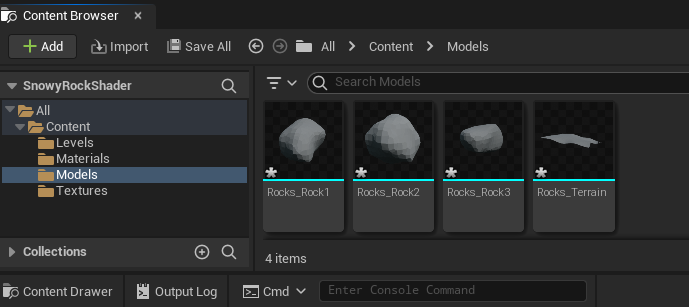 Content Browser
Add
Import
Save All
All
Content
Models
SnowyRockShader
Search Models
All
Content
Levels
Materials
Models
Textures
Rocks_Rock1
Rocks_Rock2
Rocks_Rock3
Rocks_Terrain
Collections
4 items
Content Drawer
Output Log
Cmd
Enter Console Command